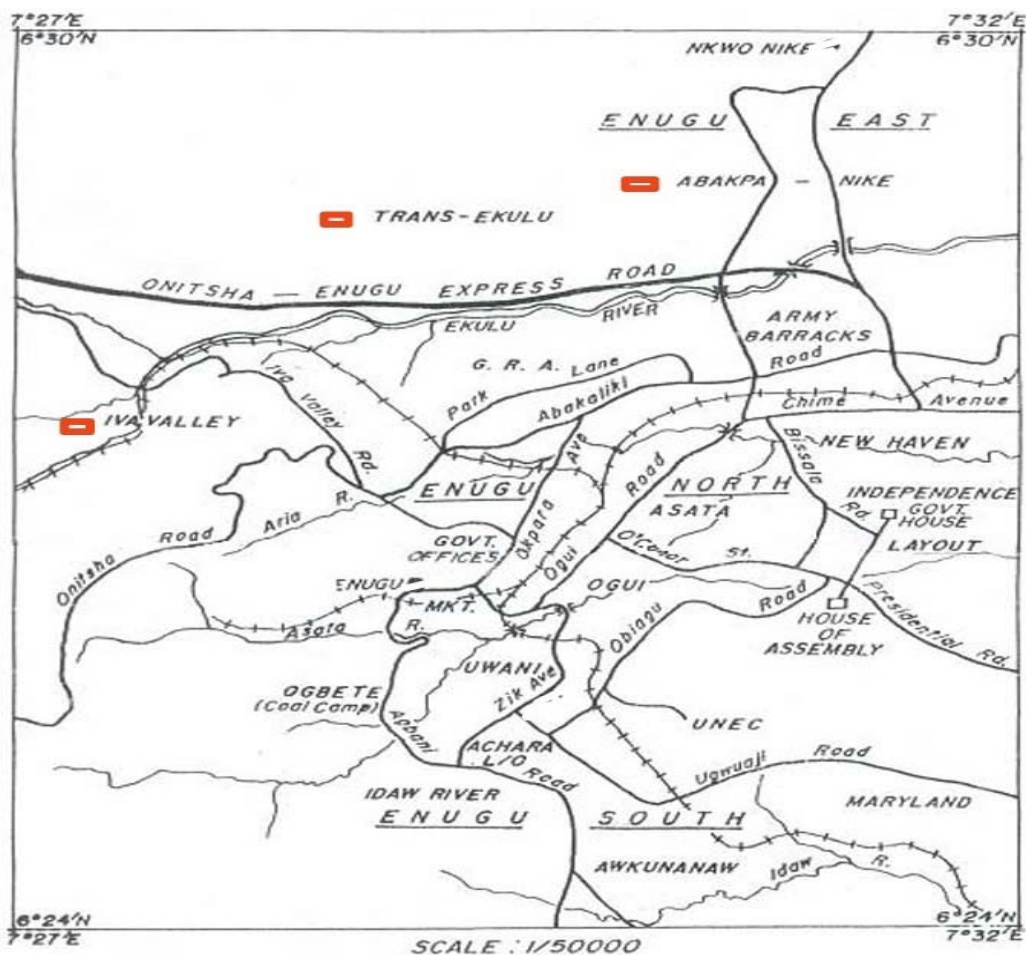 7°27'E
7°32'E
6°30'N
6°30'N
NKWO NIKE
ENUGU EAST
ABAKPA - NIKE
TRANS-EKULU
ONITSHA - ENUGU EXPRESS ROAD
EKULU RIVER
ARMY
BARRACKS
G. R. A.
Park Lane
Abakaliki Road
Iva Valley Rd.
IVA VALLEY
Chime Avenue
NEW HAVEN
Bissala Rd.
ENUGU NORTH
Okpara Ave
Ogui Road
ASATA
INDEPENDENCE
LAYOUT
GOVT.
HOUSE
Aria R.
Onitsha Road
GOVT.
OFFICES
O'Conor St.
ENUGU
MKT.
OGUI
Asata R.
Obiagu Road
HOUSE
OF
ASSEMBLY
Presidential Rd.
UWANI
Zik Ave
OGBETE
(Coal Camp)
UNEC
Agbani Road
ACHARA
L/O
Ugwuaji Road
IDAW RIVER
MARYLAND
ENUGU SOUTH
AWKUNANAW
Idaw R.
6°24'N
6°24'N
7°27'E
7°32'E
SCALE : 1/50000